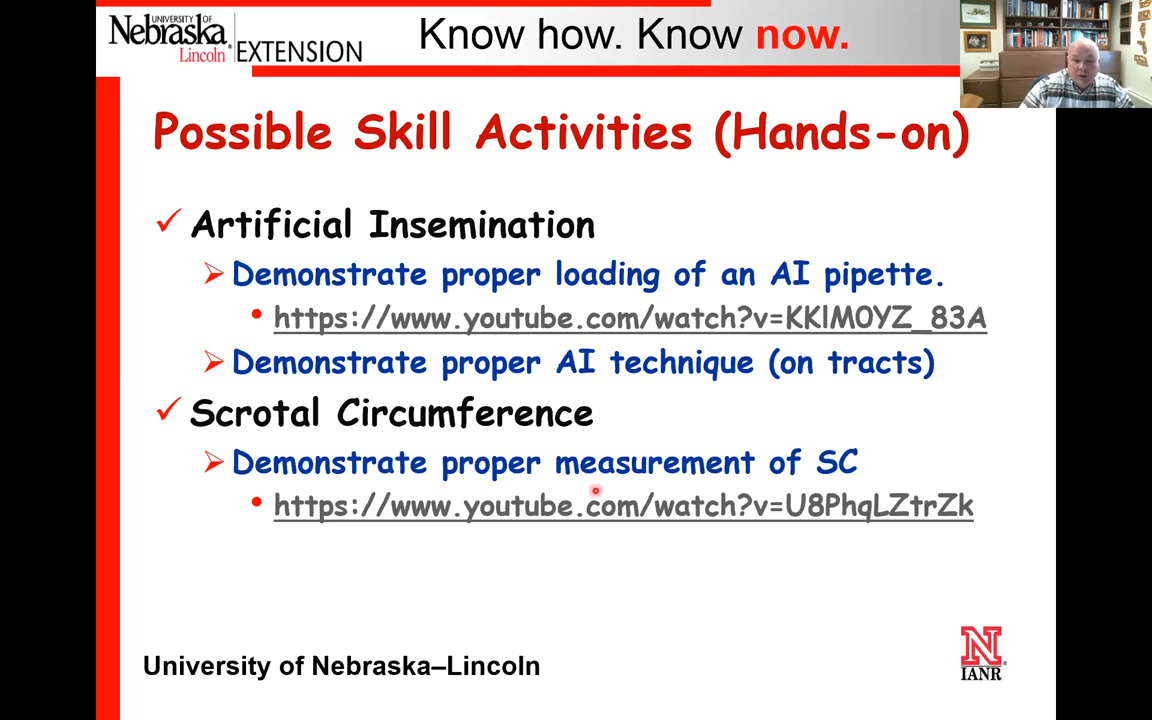 UNIVERSITY OF
Nebraska
Lincoln
EXTENSION
Know how. Know now.
Possible Skill Activities (Hands-on)
Artificial Insemination
Demonstrate proper loading of an AI pipette.
https://www.youtube.com/watch?v=KKlM0YZ_83A
Demonstrate proper AI technique (on tracts)
Scrotal Circumference
Demonstrate proper measurement of SC
https://www.youtube.com/watch?v=U8PhqLZtrZk
University of Nebraska–Lincoln
N
IANR